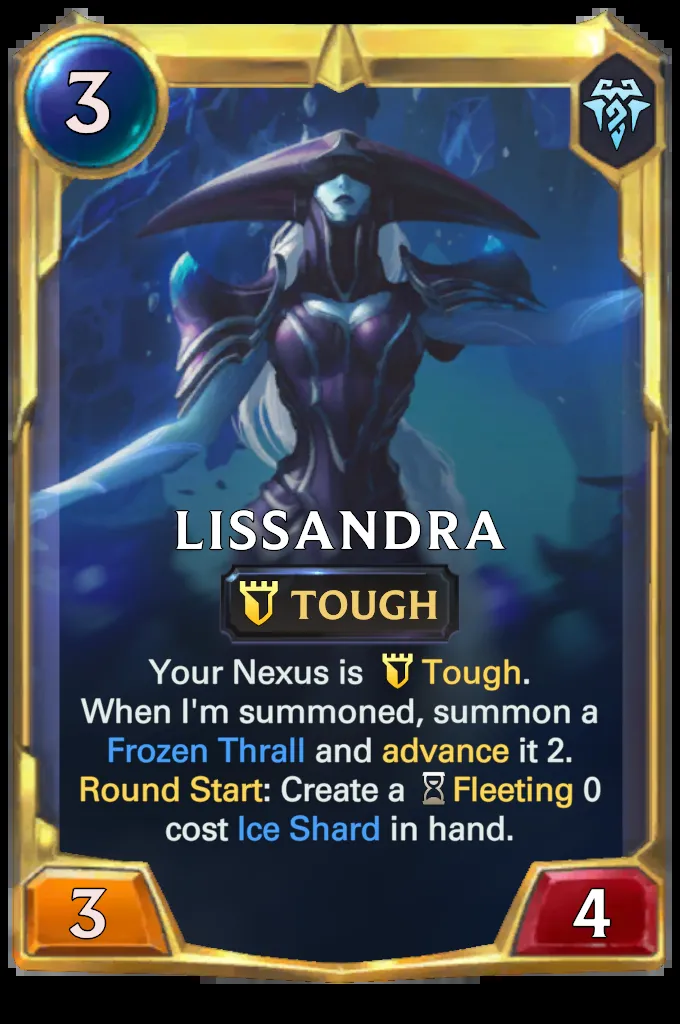 3
LISSANDRA
TOUGH
Your Nexus is Tough.
When I'm summoned, summon a
Frozen Thrall and advance it 2.
Round Start: Create a Fleeting 0
cost Ice Shard in hand.
3
4